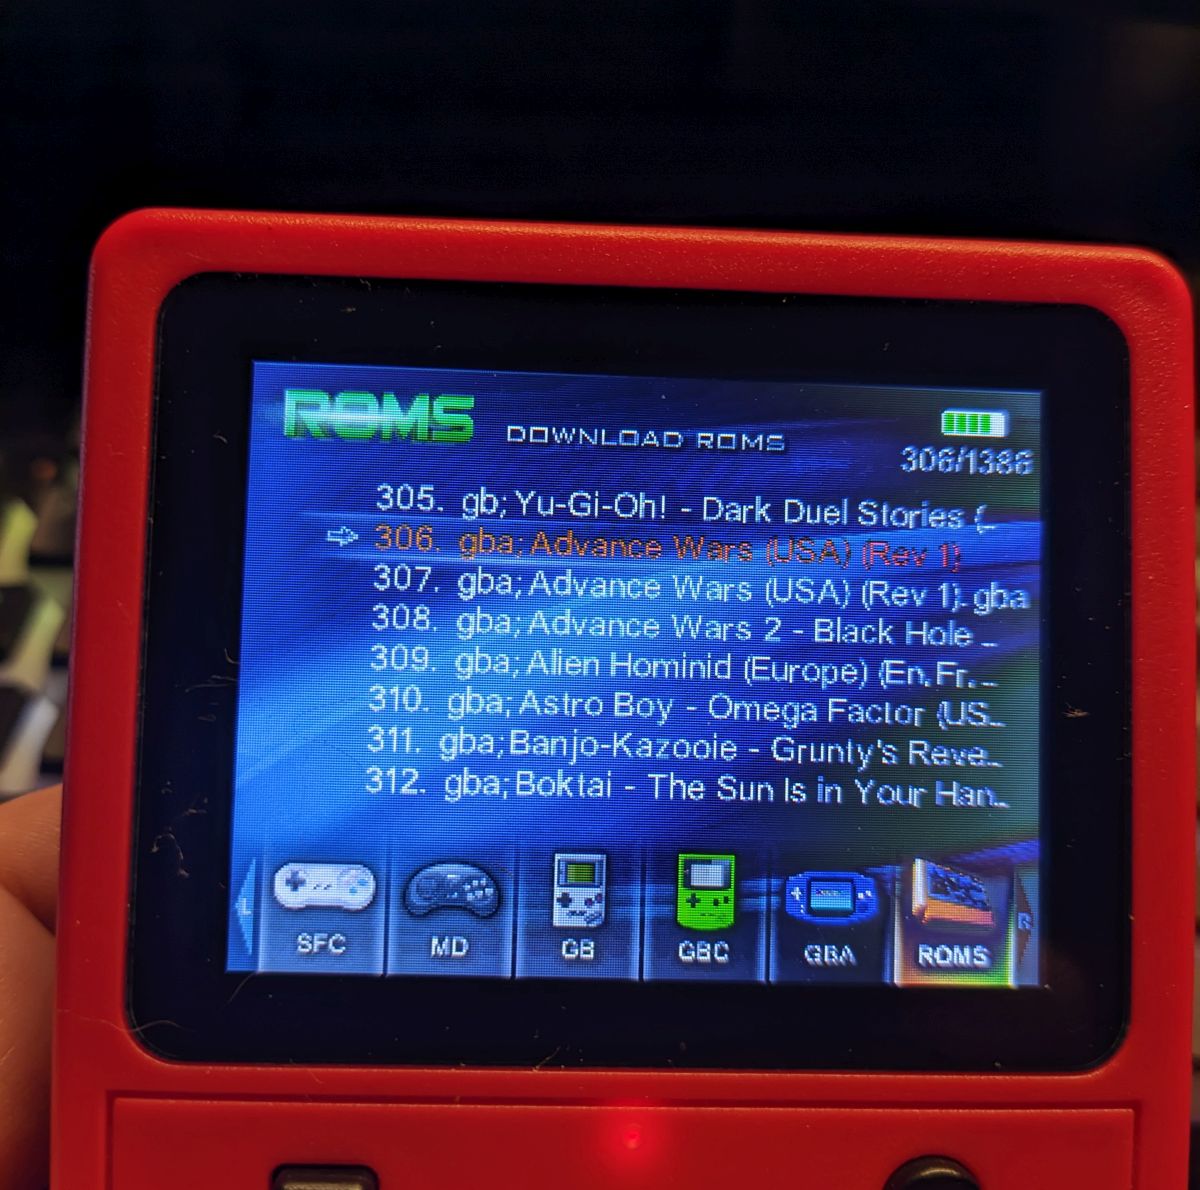 ROMS
DOWNLOAD ROMS
306/1386
305. gb;Yu-Gi-Oh! - Dark Duel Stories (...
306. gba;Advance Wars (USA) (Rev 1)
307. gba;Advance Wars (USA) (Rev 1).gba
308. gba;Advance Wars 2 - Black Hole ...
309. gba;Alien Hominid (Europe) (En,Fr,...
310. gba;Astro Boy - Omega Factor (US...
311. gba;Banjo-Kazooie - Grunty's Reve...
312. gba;Boktai - The Sun Is in Your Han...
L
SFC
MD
GB
GBC
GBA
ROMS
R